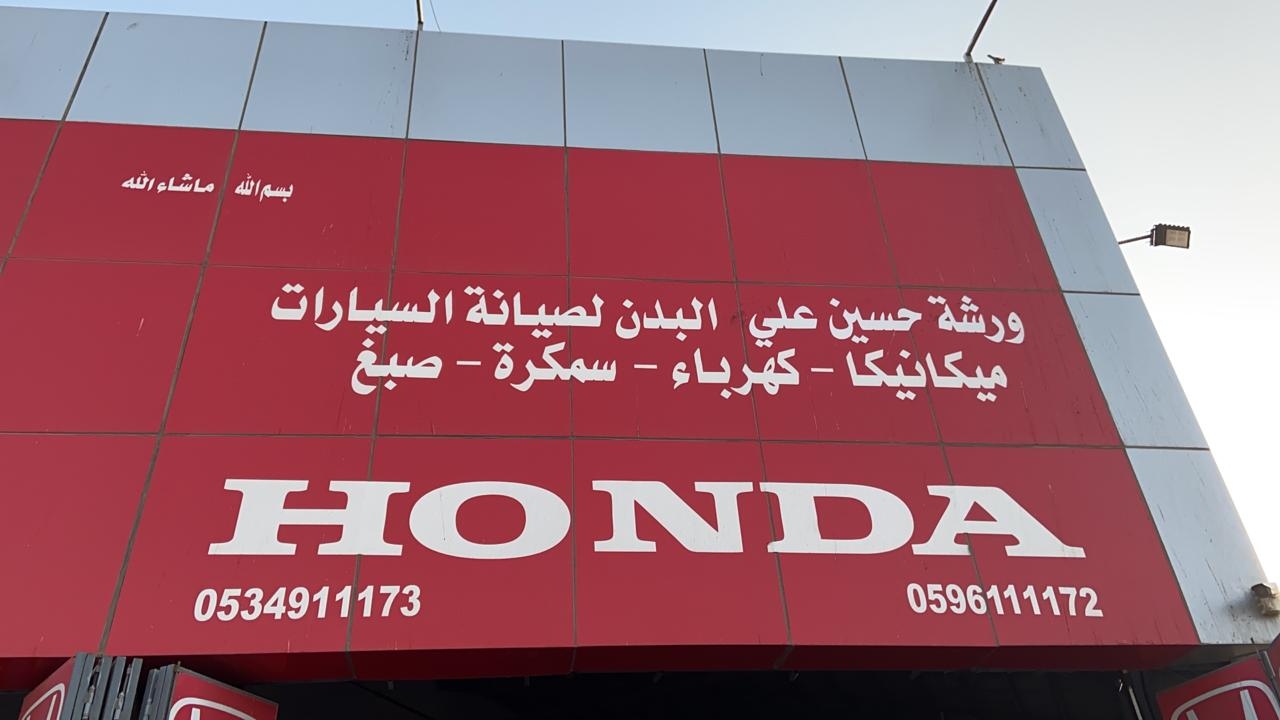 بسم الله ماشاء الله
ورشة حسين علي البدن لصيانة السيارات
ميكانيكا - كهرباء - سمكرة - صبغ
HONDA
0534911173 0596111172